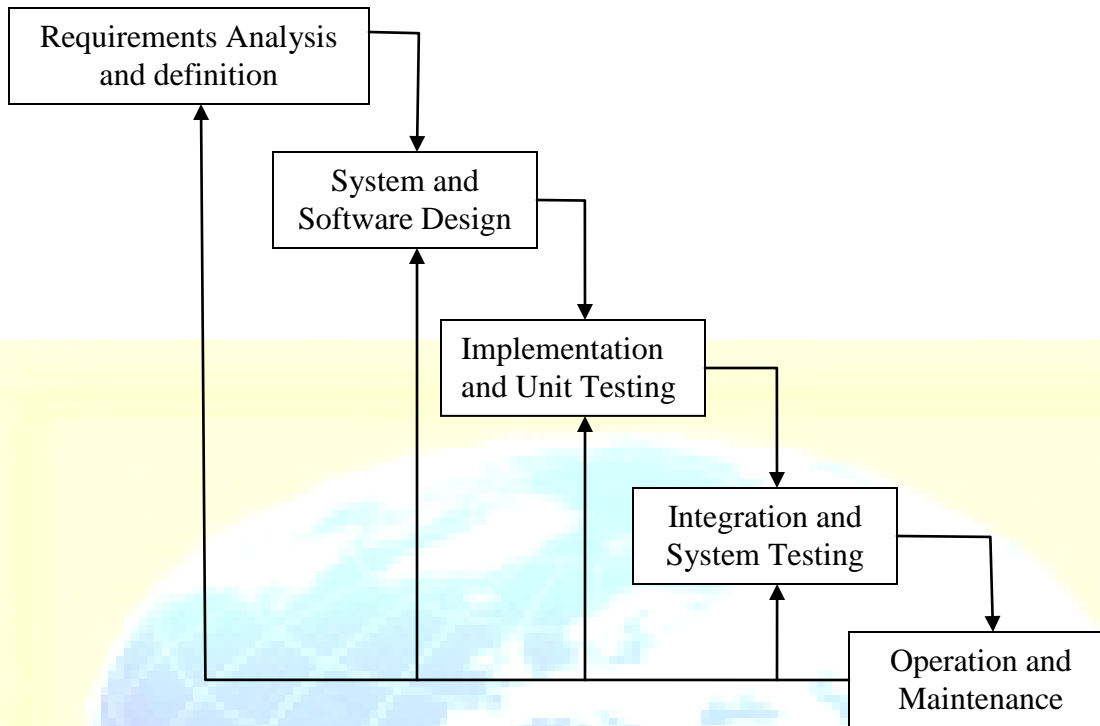 Requirements Analysis
and definition
System and
Software Design
Implementation
and Unit Testing
Integration and
System Testing
Operation and
Maintenance